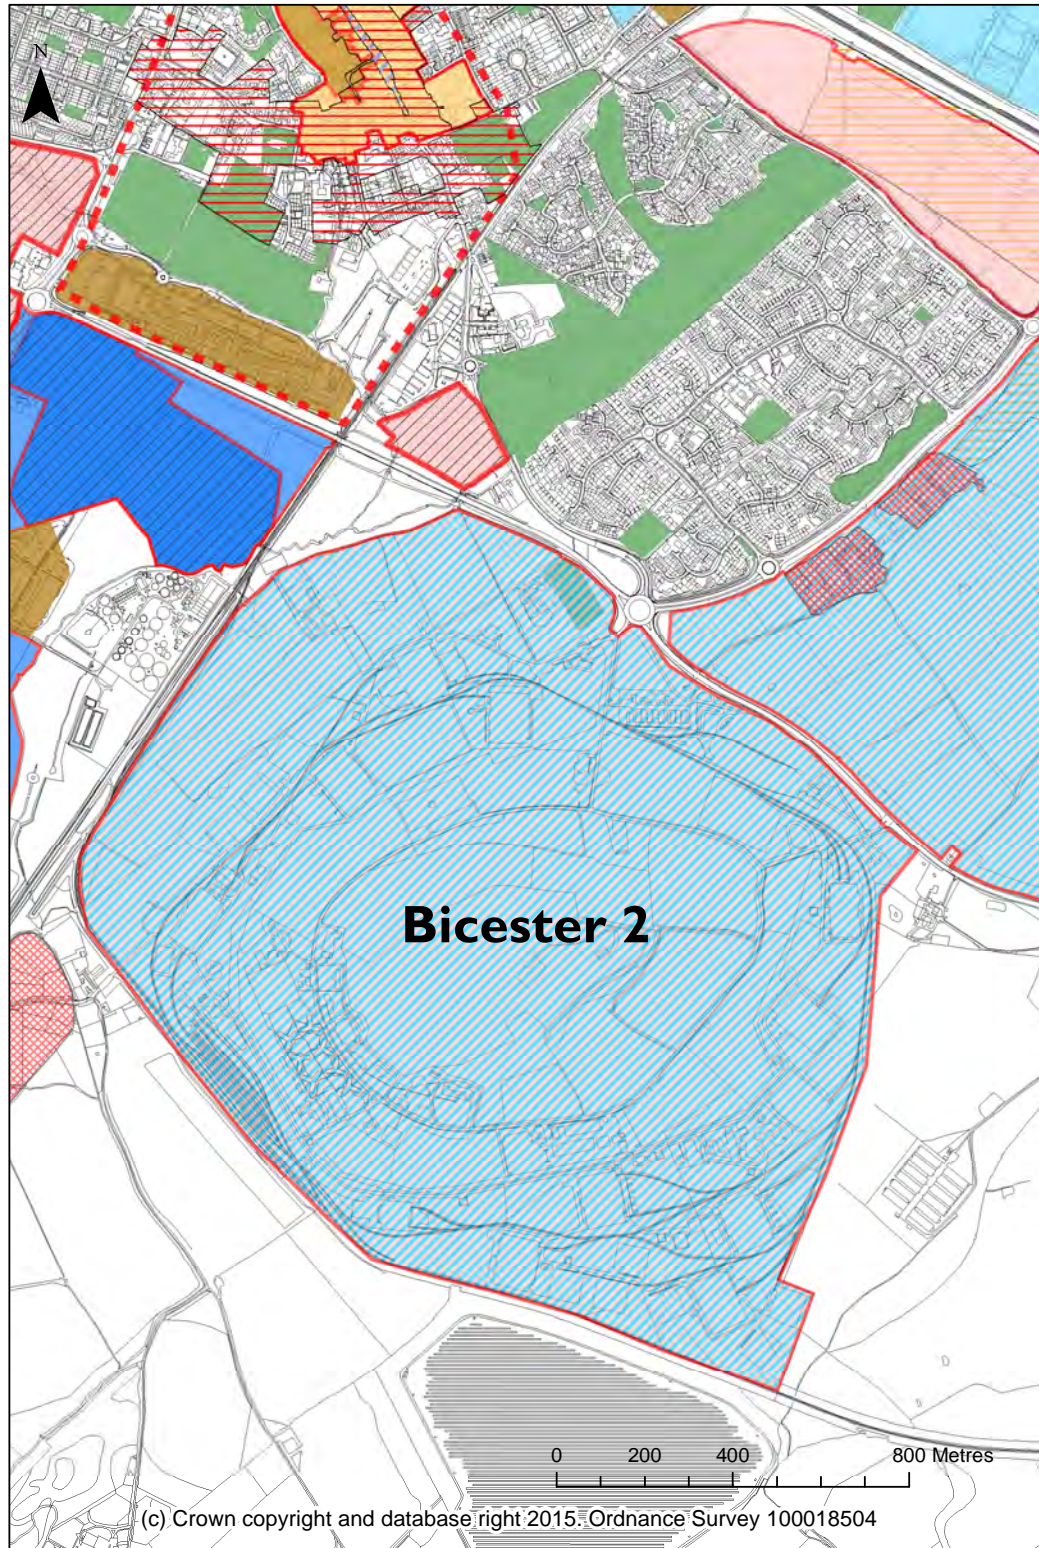 N
Bicester 2
0 200 400 800 Metres
(c) Crown copyright and database right 2015. Ordnance Survey 100018504